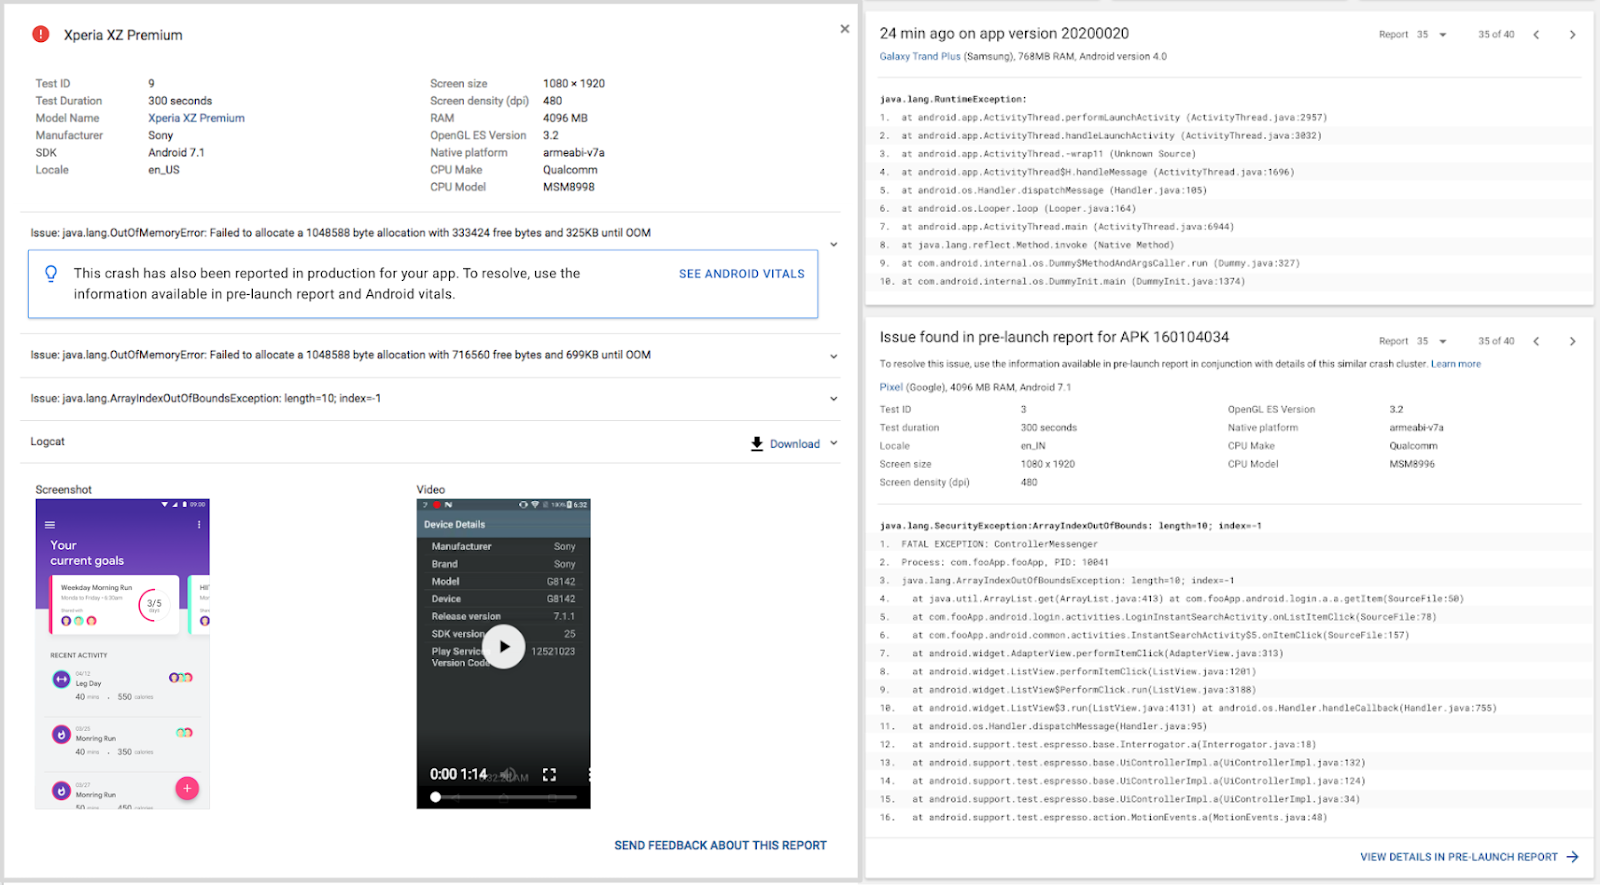 Xperia XZ Premium
Test ID 9
Test Duration 300 seconds
Model Name Xperia XZ Premium
Manufacturer Sony
SDK Android 7.1
Locale en_US
Screen size 1080 × 1920
Screen density (dpi) 480
RAM 4096 MB
OpenGL ES Version 3.2
Native platform armeabi-v7a
CPU Make Qualcomm
CPU Model MSM8998
Issue: java.lang.OutOfMemoryError: Failed to allocate a 1048588 byte allocation with 333424 free bytes and 325KB until OOM
This crash has also been reported in production for your app. To resolve, use the
information available in pre-launch report and Android vitals.
SEE ANDROID VITALS
Issue: java.lang.OutOfMemoryError: Failed to allocate a 1048588 byte allocation with 716560 free bytes and 699KB until OOM
Issue: java.lang.ArrayIndexOutOfBoundsException: length=10; index=-1
Logcat
Download
Screenshot
09:00
Your
current goals
Weekday Morning Run
Monday to Friday
3/5
days
HII
RECENT ACTIVITY
04/12
Leg Day
40 mins . 550 calories
03/25
Monring Run
40 mins . 350 calories
03/27
Monring Run
50 mins . 450 calories
Video
100% 6:32
Device Details
Manufacturer Sony
Brand Sony
Model G8142
Device G8142
Release version 7.1.1
SDK version 25
Play Service 12521023
Version Code
0:00 1:14
SEND FEEDBACK ABOUT THIS REPORT
24 min ago on app version 20200020
Report 35 35 of 40
Galaxy Trand Plus (Samsung), 768MB RAM, Android version 4.0
java.lang.RuntimeException:
1. at android.app.ActivityThread.performLaunchActivity (ActivityThread.java:2957)
2. at android.app.ActivityThread.handleLaunchActivity (ActivityThread.java:3032)
3. at android.app.ActivityThread.-wrap11 (Unknown Source)
4. at android.app.ActivityThread$H.handleMessage (ActivityThread.java:1696)
5. at android.os.Handler.dispatchMessage (Handler.java:105)
6. at android.os.Looper.loop (Looper.java:164)
7. at android.app.ActivityThread.main (ActivityThread.java:6944)
8. at java.lang.reflect.Method.invoke (Native Method)
9. at com.android.internal.os.Dummy$MethodAndArgsCaller.run (Dummy.java:327)
10. at com.android.internal.os.DummyInit.main (DummyInit.java:1374)
Issue found in pre-launch report for APK 160104034
Report 35 35 of 40
To resolve this issue, use the information available in pre-launch report in conjunction with details of this similar crash cluster. Learn more
Pixel (Google), 4096 MB RAM, Android 7.1
Test ID 3
Test duration 300 seconds
Locale en_IN
Screen size 1080 x 1920
Screen density (dpi) 480
OpenGL ES Version 3.2
Native platform armeabi-v7a
CPU Make Qualcomm
CPU Model MSM8996
java.lang.SecurityException:ArrayIndexOutOfBounds: length=10; index=-1
1. FATAL EXCEPTION: ControllerMessenger
2. Process: com.fooApp.fooApp, PID: 10041
3. java.lang.ArrayIndexOutOfBoundsException: length=10; index=-1
4. at java.util.ArrayList.get(ArrayList.java:413) at com.fooApp.android.login.a.a.getItem(SourceFile:50)
5. at com.fooApp.android.login.activities.LoginInstantSearchActivity.onListItemClick(SourceFile:78)
6. at com.fooApp.android.common.activities.InstantSearchActivity$5.onItemClick(SourceFile:157)
7. at android.widget.AdapterView.performItemClick(AdapterView.java:313)
8. at android.widget.ListView.performItemClick(ListView.java:1201)
9. at android.widget.ListView$PerformClick.run(ListView.java:3188)
10. at android.widget.ListView$3.run(ListView.java:4131) at android.os.Handler.handleCallback(Handler.java:755)
11. at android.os.Handler.dispatchMessage(Handler.java:95)
12. at android.support.test.espresso.base.Interrogator.a(Interrogator.java:18)
13. at android.support.test.espresso.base.UiControllerImpl.a(UiControllerImpl.java:132)
14. at android.support.test.espresso.base.UiControllerImpl.a(UiControllerImpl.java:124)
15. at android.support.test.espresso.base.UiControllerImpl.a(UiControllerImpl.java:34)
16. at android.support.test.espresso.action.MotionEvents.a(MotionEvents.java:48)
VIEW DETAILS IN PRE-LAUNCH REPORT